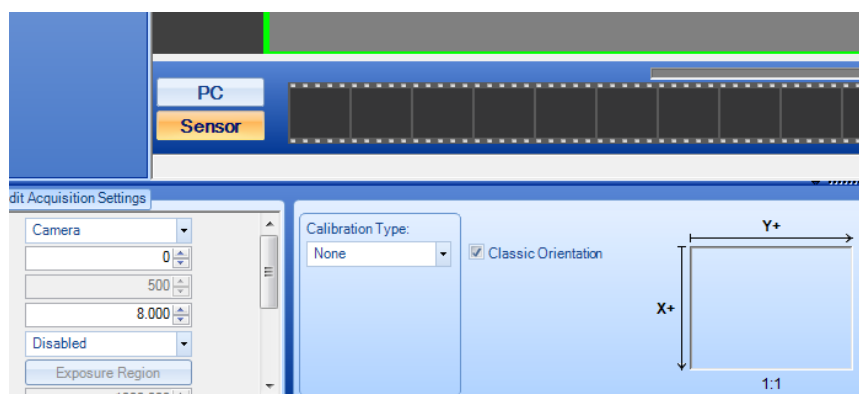 PC
Sensor
dit Acquisition Settings
Camera
0
500
8.000
Disabled
Exposure Region
Calibration Type:
None
Classic Orientation
Y+
X+
1:1